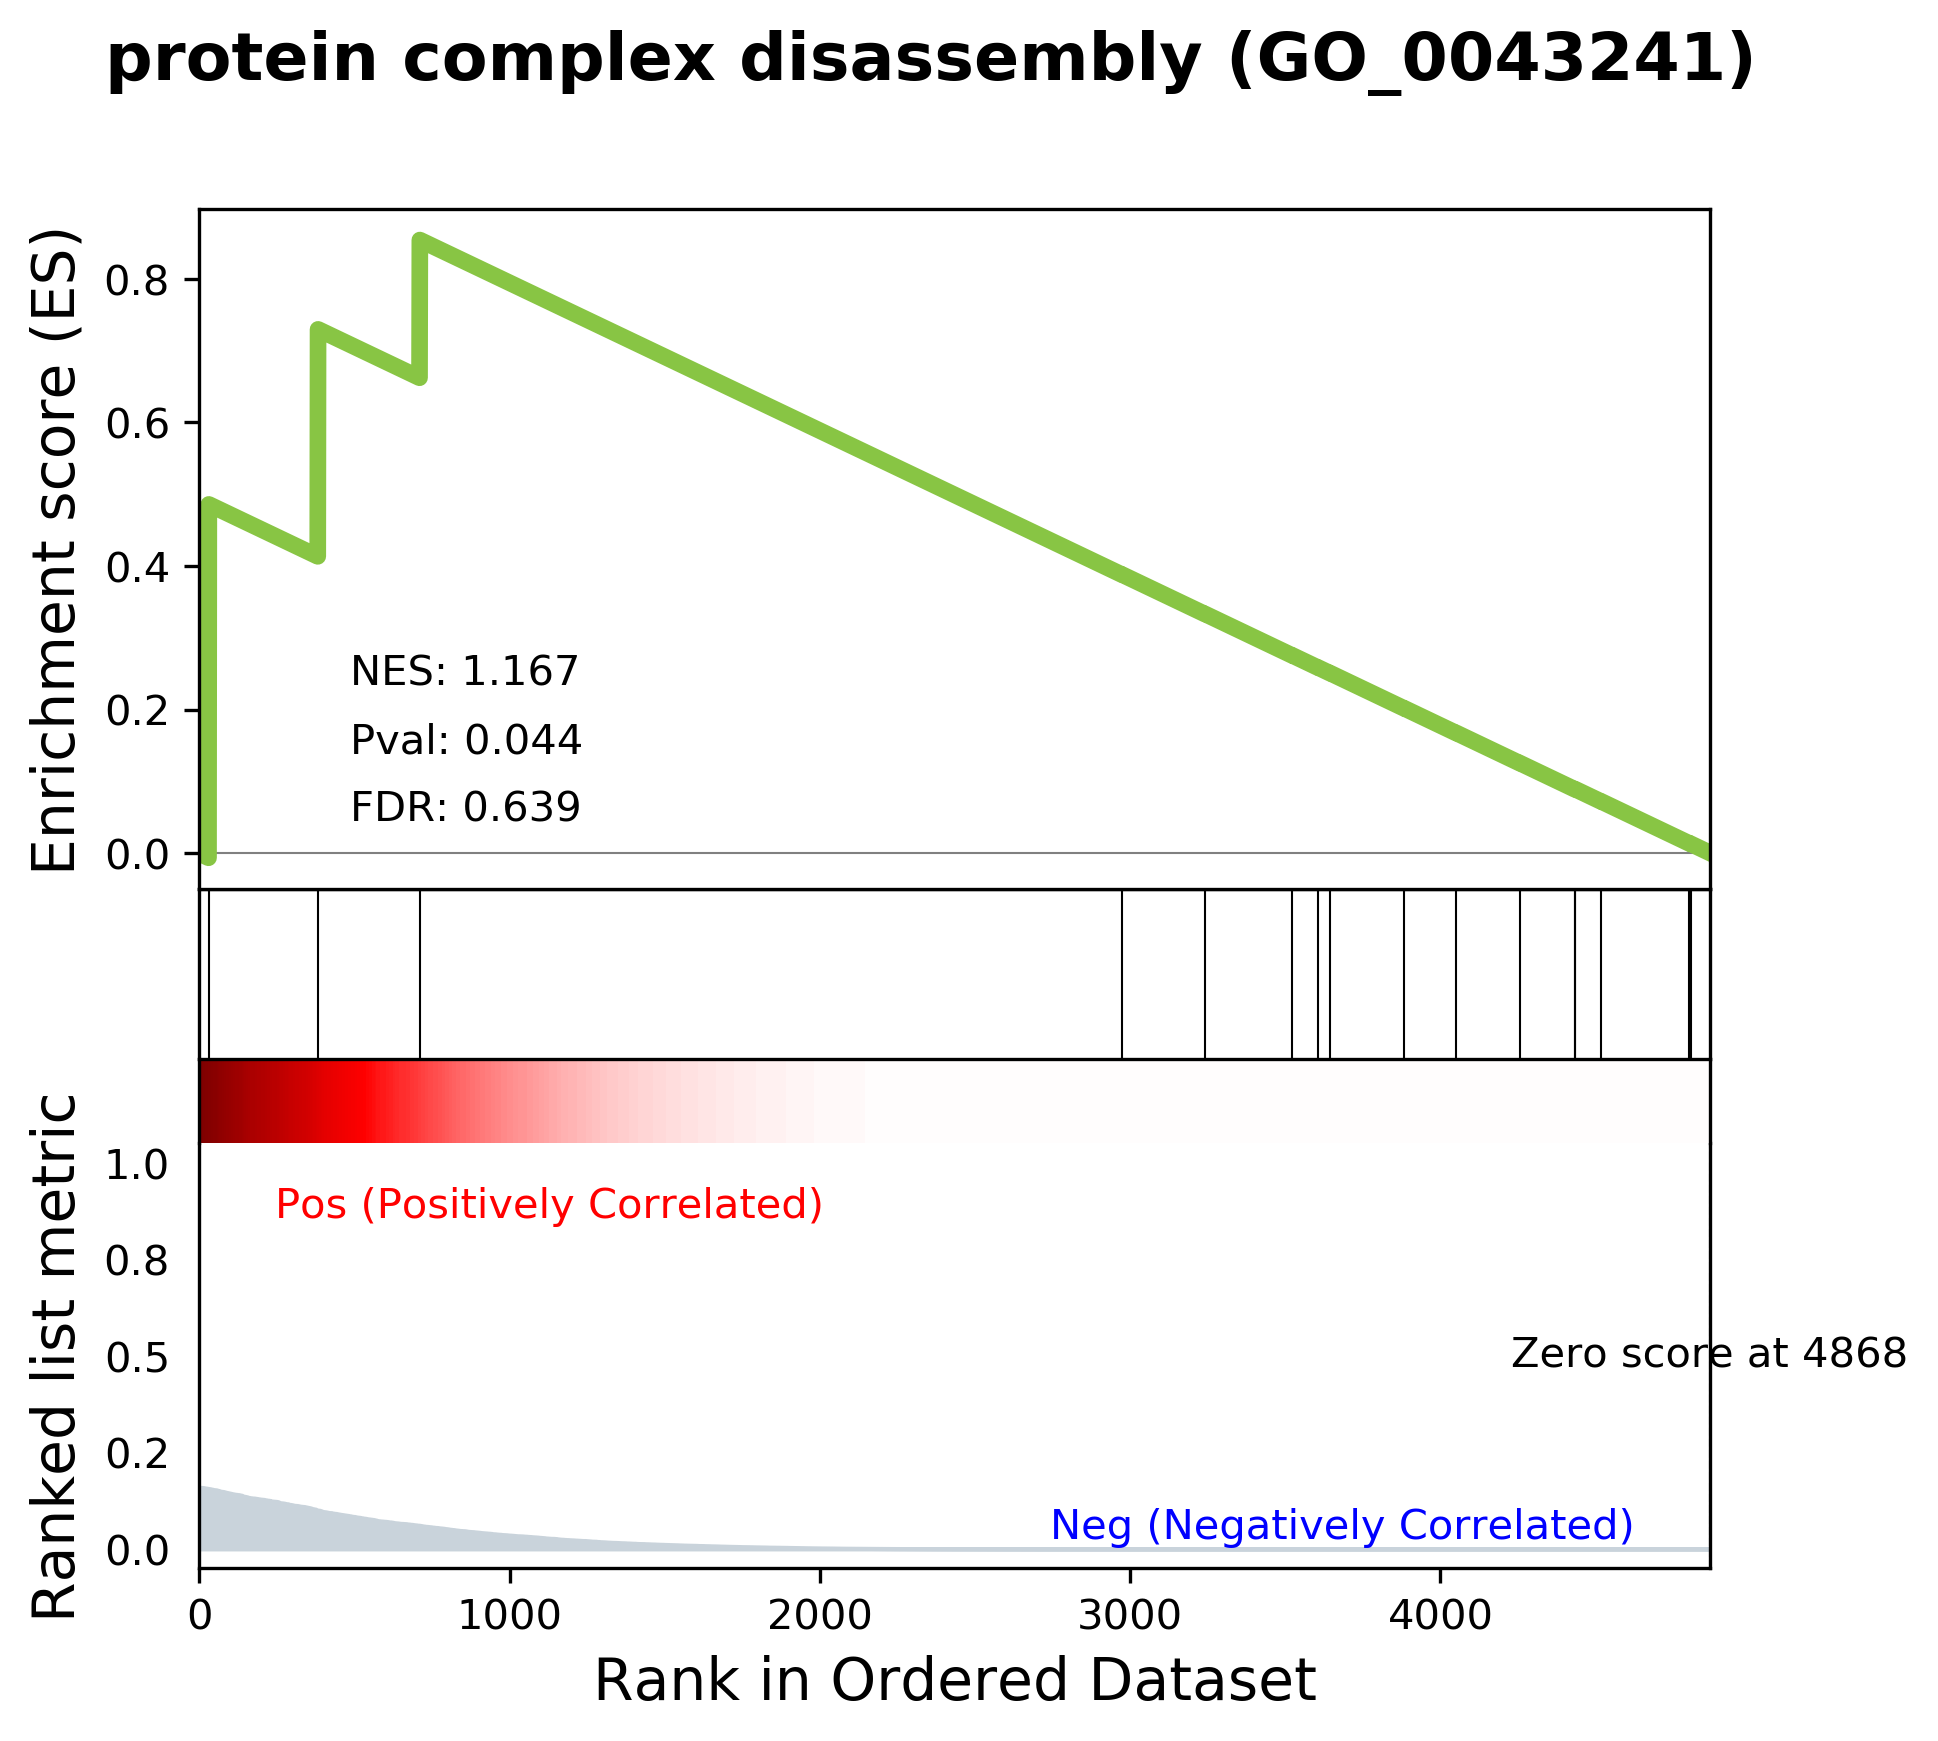 protein complex disassembly (GO_0043241)
Enrichment score (ES)
0.8
0.6
0.4
0.2
0.0
NES: 1.167
Pval: 0.044
FDR: 0.639
Ranked list metric
1.0
0.8
0.5
0.2
0.0
Pos (Positively Correlated)
Zero score at 4868
Neg (Negatively Correlated)
0 1000 2000 3000 4000
Rank in Ordered Dataset